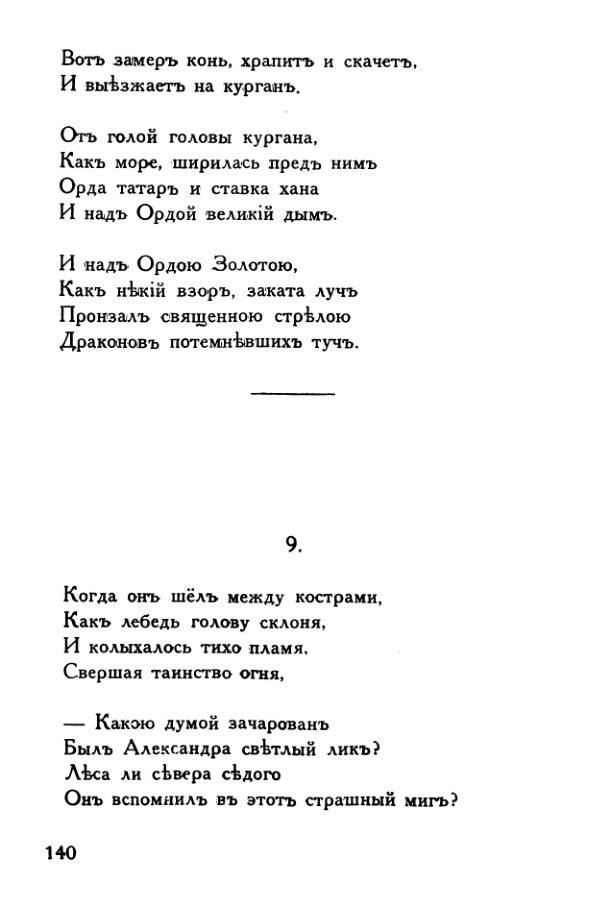 Вотъ замеръ конь, храпитъ и скачетъ,
И выѣзжаетъ на курганъ.

Отъ голой головы кургана,
Какъ море, ширилась предъ нимъ
Орда татаръ и ставка хана
И надъ Ордой великій дымъ.

И надъ Ордою Золотою,
Какъ нѣкій взоръ, заката лучъ
Пронзалъ священною стрѣлою
Драконовъ потемнѣвшихъ тучъ.

9.

Когда онъ шёлъ между кострами,
Какъ лебедь голову склоня,
И колыхалось тихо пламя.
Свершая таинство огня,

— Какою думой зачарованъ
Былъ Александра свѣтлый ликъ?
Лѣса ли сѣвера сѣдого
Онъ вспомнилъ въ этотъ страшный мигъ?

140